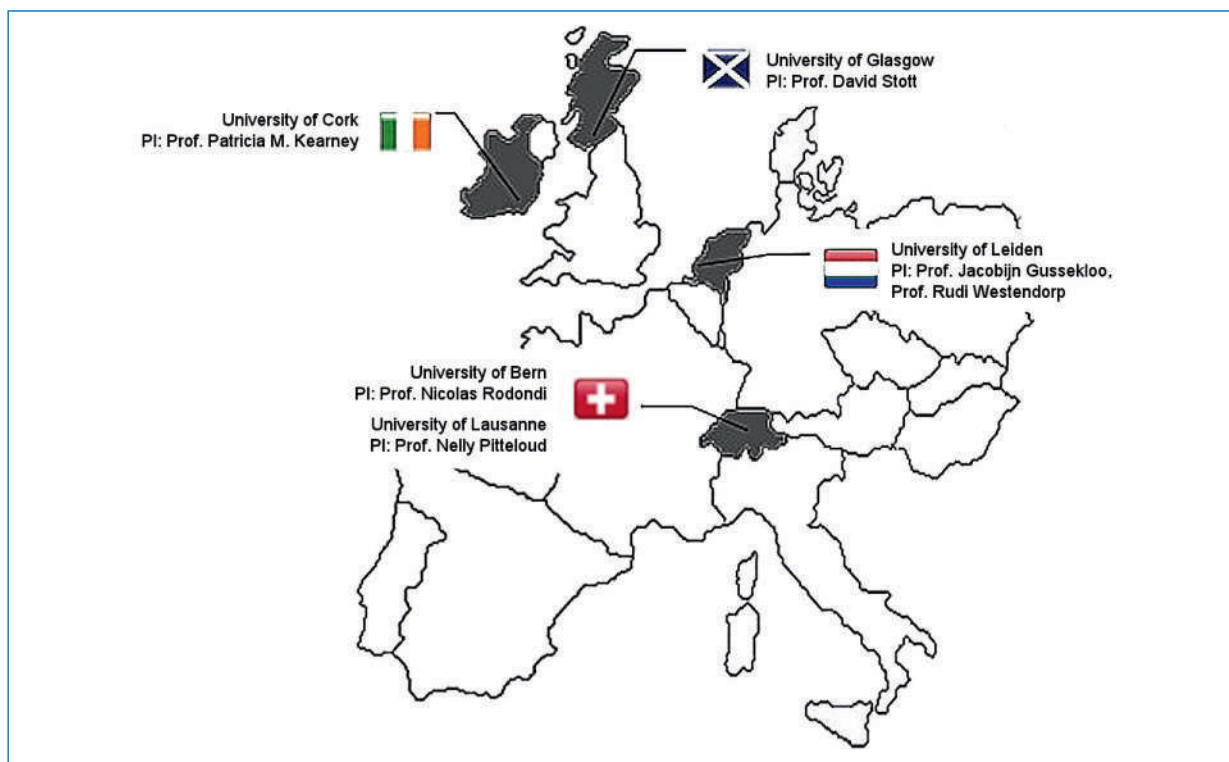 University of Glasgow
PI: Prof. David Stott
University of Cork
PI: Prof. Patricia M. Kearney
University of Leiden
PI: Prof. Jacobijn Gussekloo,
Prof. Rudi Westendorp
University of Bern
PI: Prof. Nicolas Rodondi
University of Lausanne
PI: Prof. Nelly Pitteloud